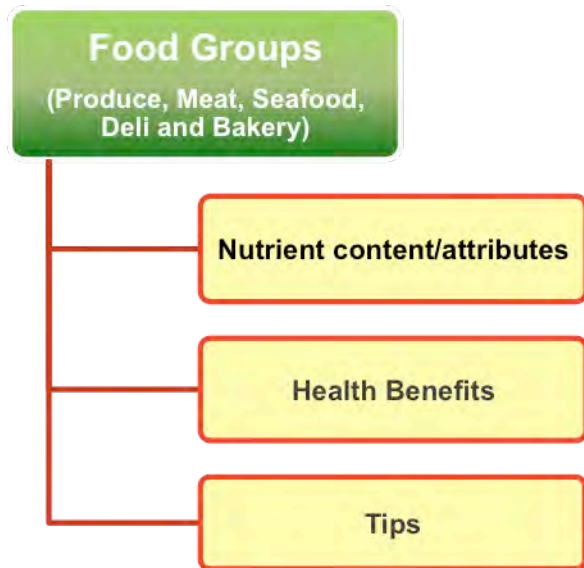 Food Groups
(Produce, Meat, Seafood,
Deli and Bakery)
Nutrient content/attributes
Health Benefits
Tips